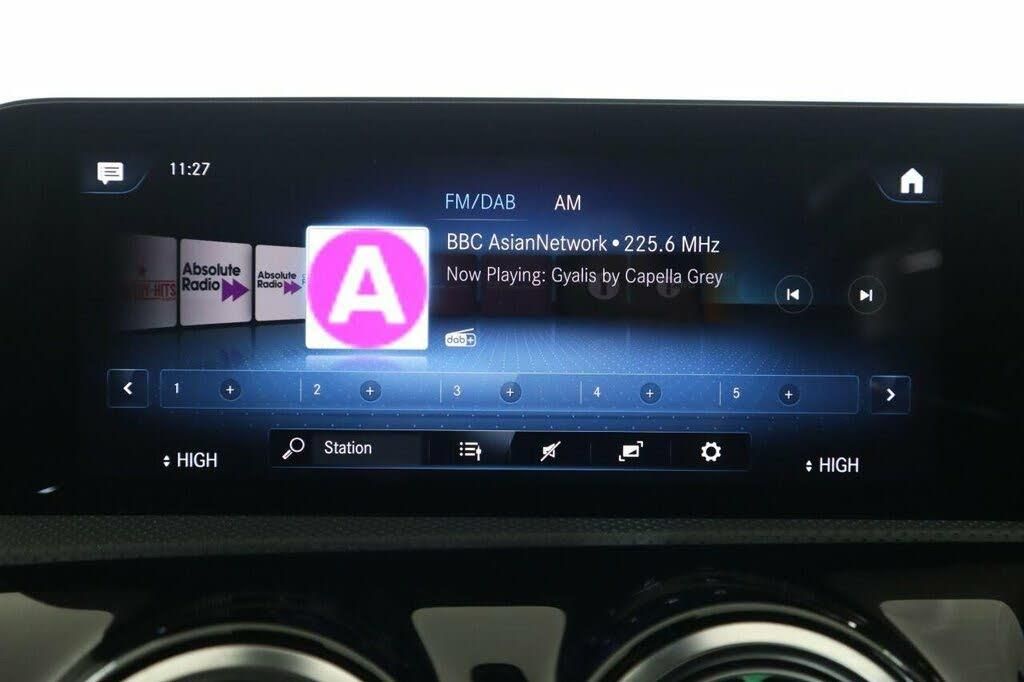 11:27
FM/DAB AM
BBC AsianNetwork • 225.6 MHz
Now Playing: Gyalis by Capella Grey
Absolute
Radio
Absolute
Radio
A
dab+
1 + 2 + 3 + 4 + 5 +
Station
HIGH
HIGH